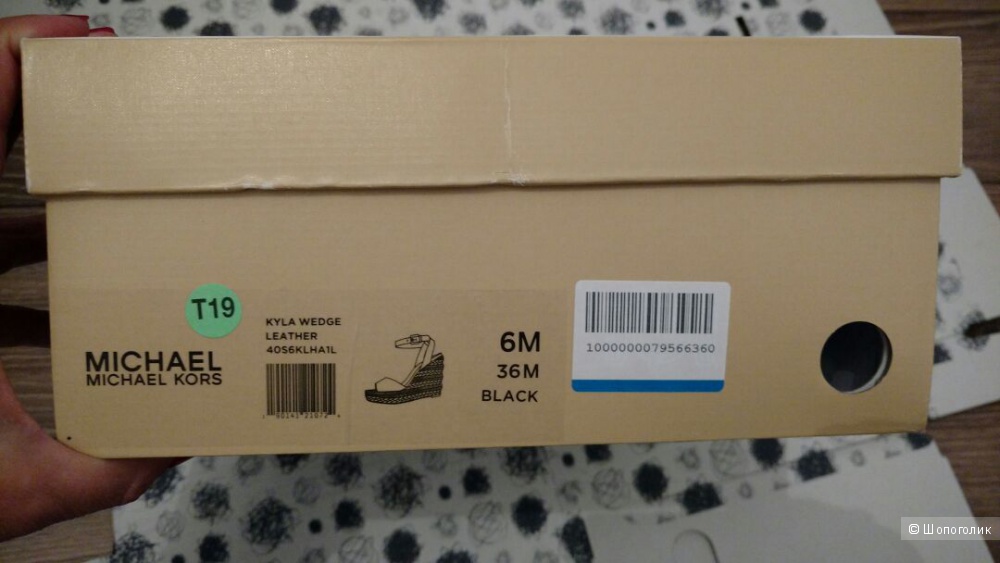 T19
MICHAEL
MICHAEL KORS
KYLA WEDGE
LEATHER
40S6KLHA1L
6M
36M
BLACK
1000000079566360
© Шопоголик